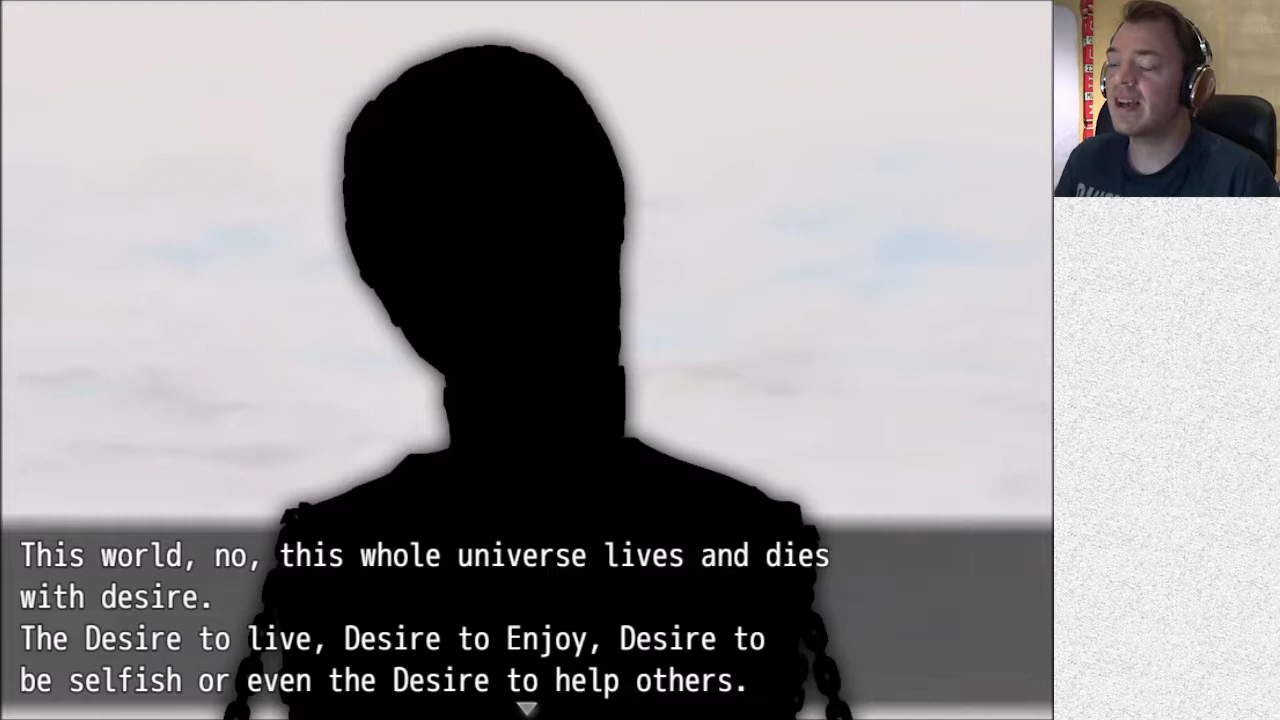 This world, no, this whole universe lives and dies
with desire.
The Desire to live, Desire to Enjoy, Desire to
be selfish or even the Desire to help others.